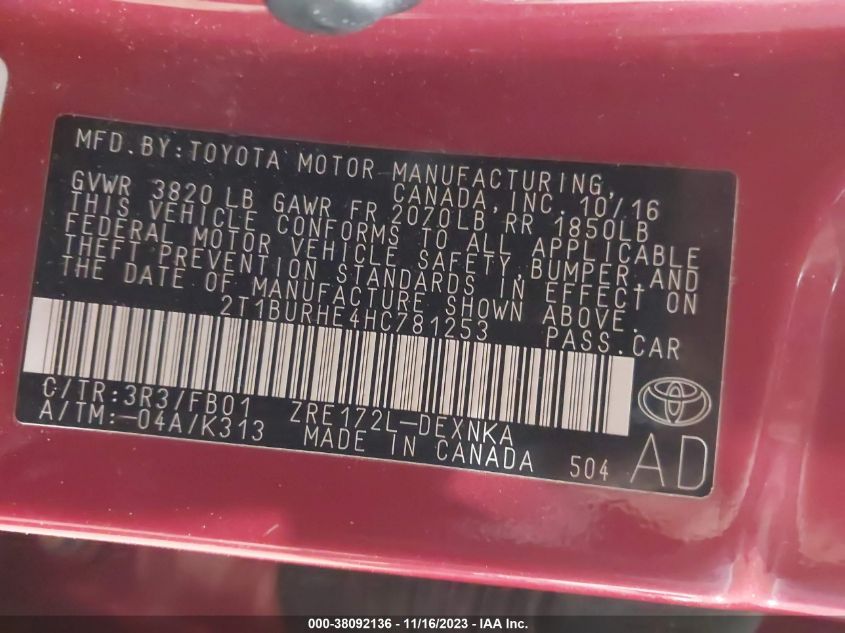 MFD.BY:TOYOTA MOTOR MANUFACTURING,
CANADA, INC. 10/16
GVWR 3820 LB GAWR FR 2070LB RR 1850LB
THIS VEHICLE CONFORMS TO ALL APPLICABLE
FEDERAL MOTOR VEHICLE SAFETY,BUMPER,AND
THEFT PREVENTION STANDARDS IN EFFECT ON
THE DATE OF MANUFACTURE SHOWN ABOVE.
2T1BURHE4HC781253 PASS.CAR
C/TR:3R3/FB01 ZRE172L-DEXNKA
A/TM:-04A/K313 MADE IN CANADA 504 AD
000-38092136 - 11/16/2023 - IAA Inc.